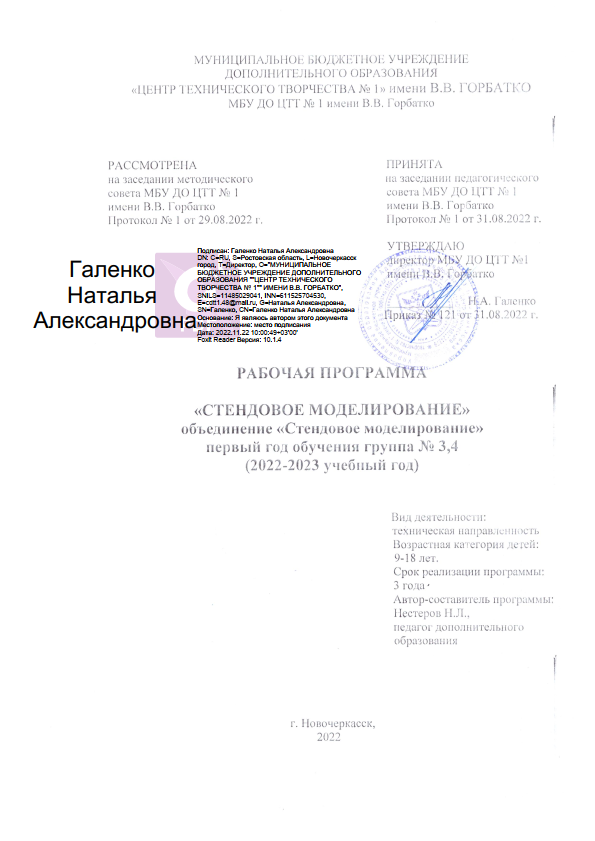 МУНИЦИПАЛЬНОЕ БЮДЖЕТНОЕ УЧРЕЖДЕНИЕ
ДОПОЛНИТЕЛЬНОГО ОБРАЗОВАНИЯ
«ЦЕНТР ТЕХНИЧЕСКОГО ТВОРЧЕСТВА № 1» имени В.В. ГОРБАТКО
МБУ ДО ЦТТ № 1 имени В.В. Горбатко
РАССМОТРЕНА
на заседании методического
совета МБУ ДО ЦТТ № 1
имени В.В. Горбатко
Протокол № 1 от 29.08.2022 г.
ПРИНЯТА
на заседании педагогического
совета МБУ ДО ЦТТ № 1
имени В.В. Горбатко
Протокол № 1 от 31.08.2022 г.
УТВЕРЖДАЮ
директор МБУ ДО ЦТТ №1
имени В.В. Горбатко
Н.А. Галенко
Приказ № 121 от 31.08.2022 г.
Галенко
Наталья
Александровна
Подписан: Галенко Наталья Александровна
DN: C=RU, S=Ростовская область, L=Новочеркасск
город, T=Директор, O="МУНИЦИПАЛЬНОЕ
БЮДЖЕТНОЕ УЧРЕЖДЕНИЕ ДОПОЛНИТЕЛЬНОГО
ОБРАЗОВАНИЯ ""ЦЕНТР ТЕХНИЧЕСКОГО
ТВОРЧЕСТВА № 1"" ИМЕНИ В.В. ГОРБАТКО",
SNILS=11485029041, INN=611525704530,
E=cdtt1.48@mail.ru, G=Наталья Александровна,
SN=Галенко, CN=Галенко Наталья Александровна
Основание: Я являюсь автором этого документа
Местоположение: место подписания
Дата: 2022.11.22 10:00:49+03'00'
Foxit Reader Версия: 10.1.4
РАБОЧАЯ ПРОГРАММА
«СТЕНДОВОЕ МОДЕЛИРОВАНИЕ»
объединение «Стендовое моделирование»
первый год обучения группа № 3,4
(2022-2023 учебный год)
Вид деятельности:
техническая направленность
Возрастная категория детей:
9-18 лет.
Срок реализации программы:
3 года
Автор-составитель программы:
Нестеров Н.Л.,
педагог дополнительного
образования
г. Новочеркасск,
2022